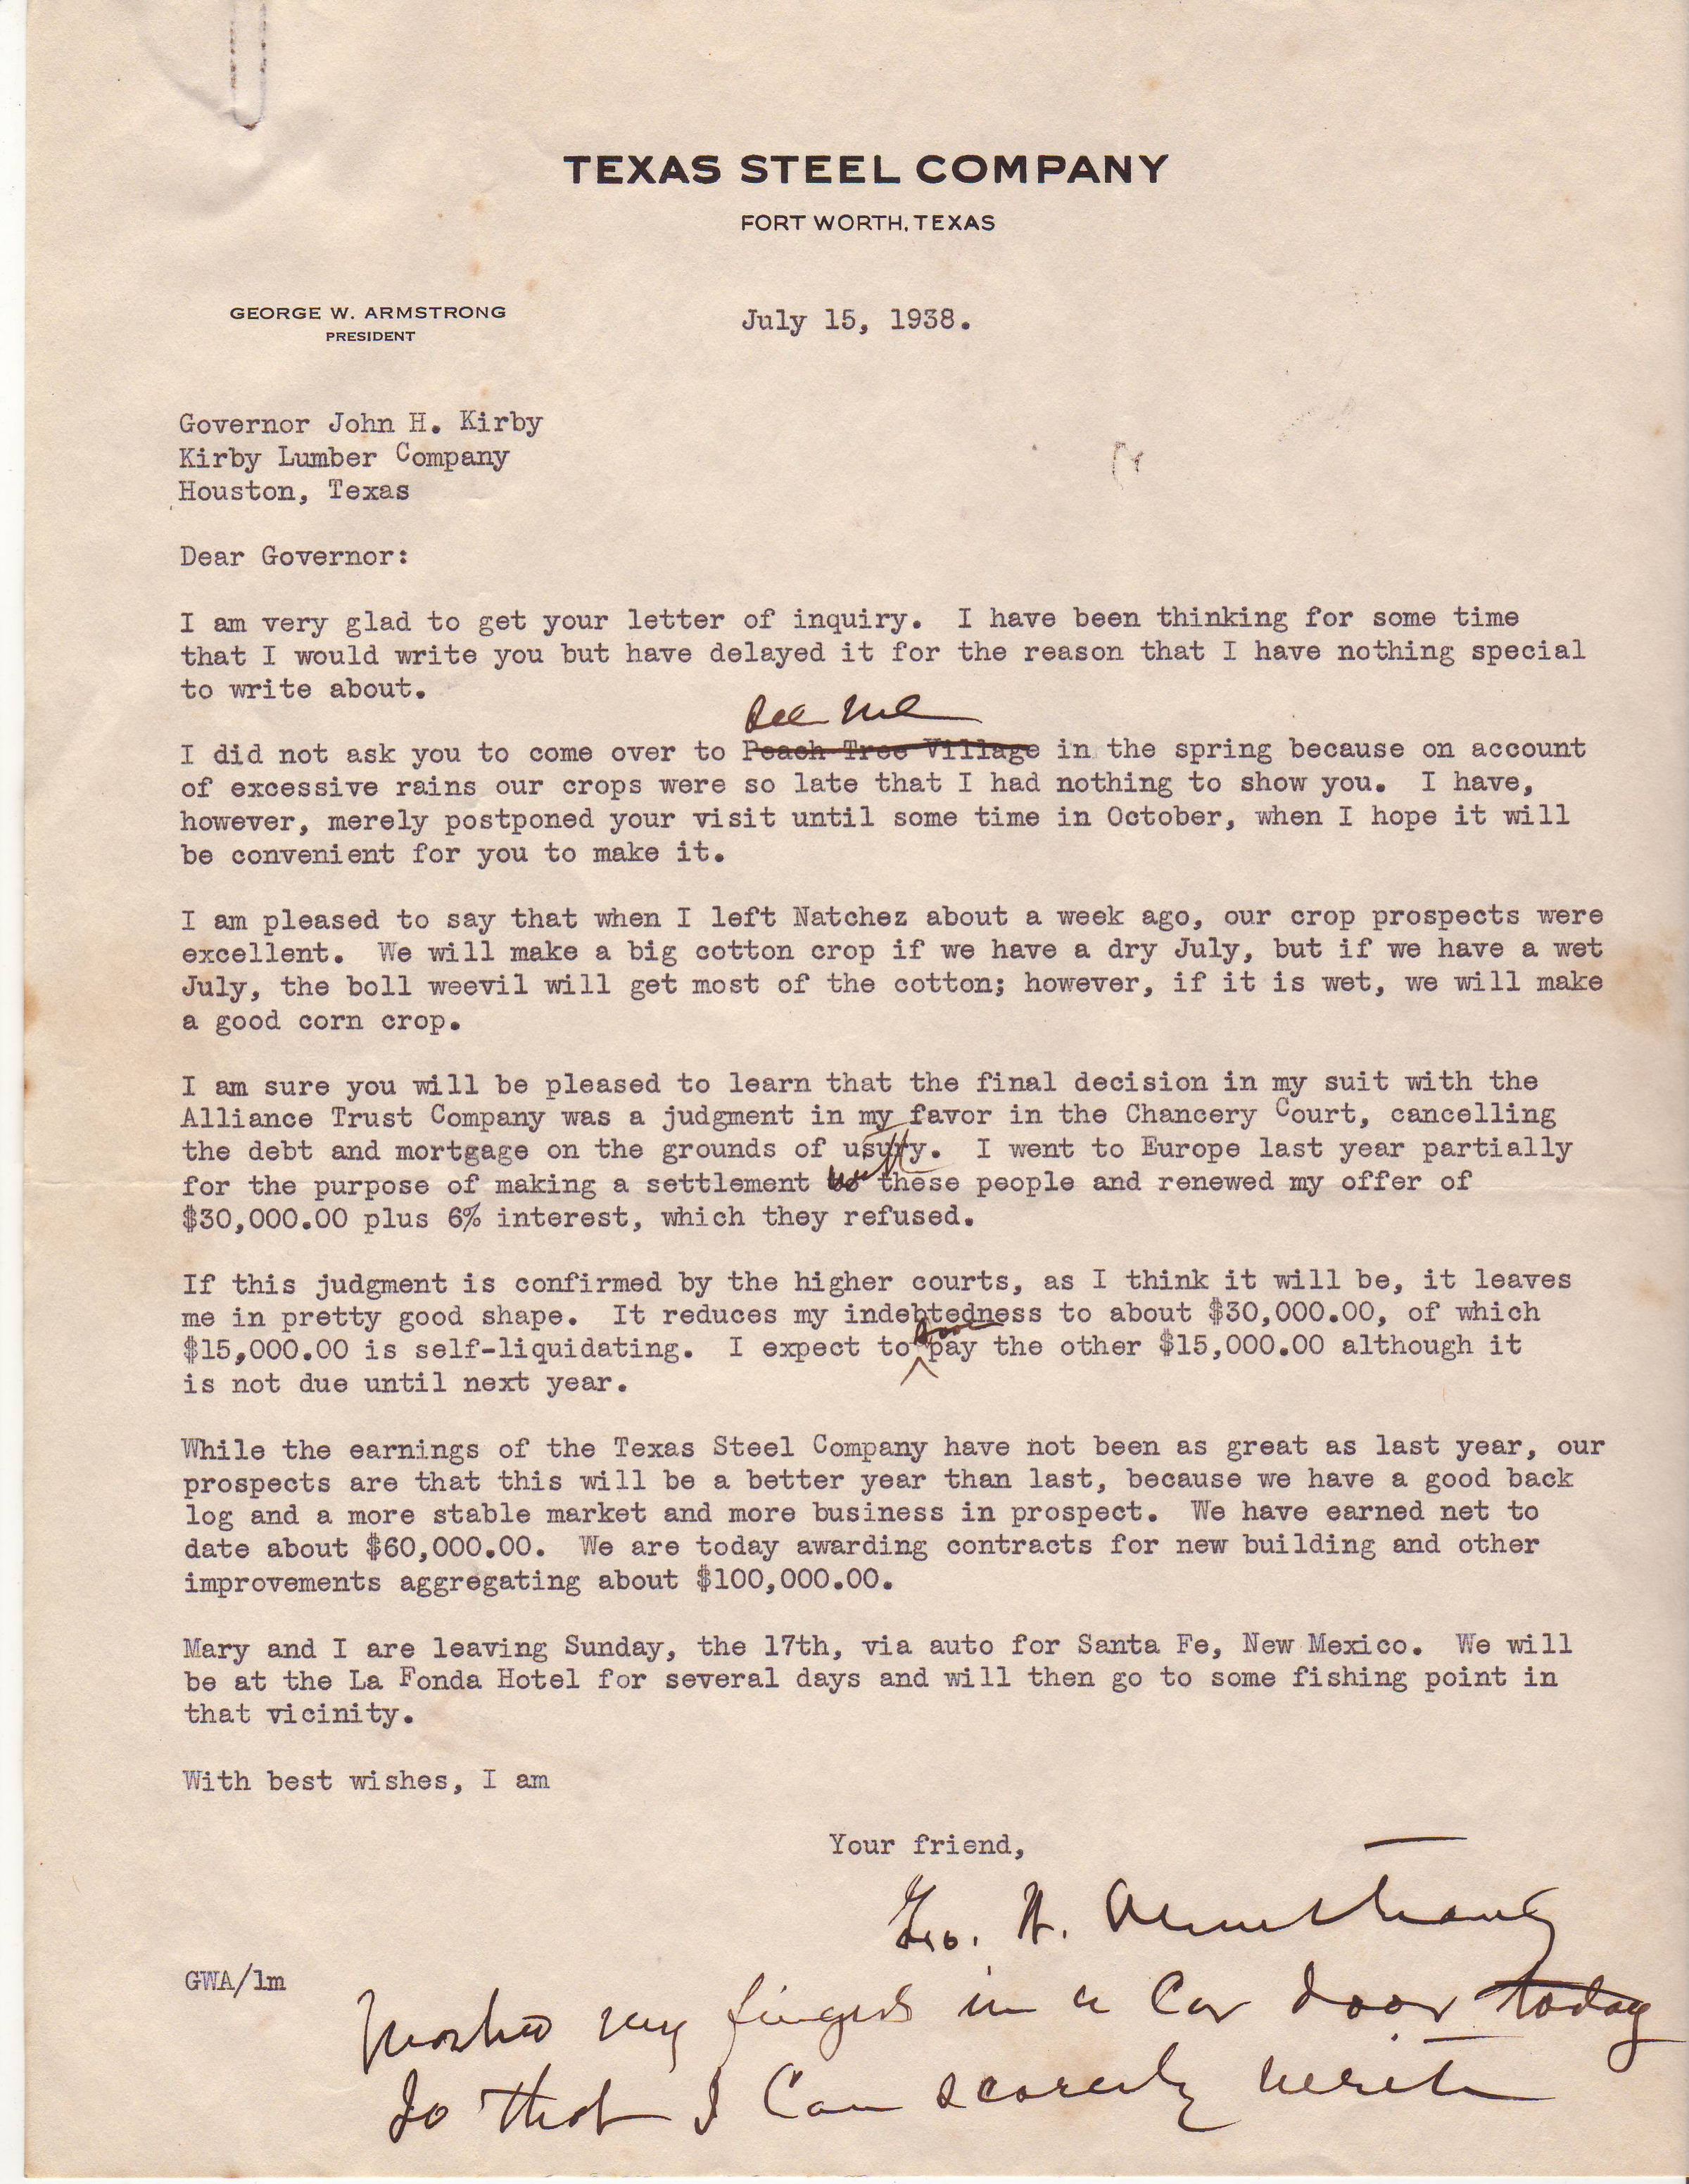 TEXAS STEEL COMPANY
FORT WORTH, TEXAS
GEORGE W. ARMSTRONG
PRESIDENT
July 15, 1938.
Governor John H. Kirby
Kirby Lumber Company
Houston, Texas
Dear Governor:
I am very glad to get your letter of inquiry. I have been thinking for some time
that I would write you but have delayed it for the reason that I have nothing special
to write about.
see me
I did not ask you to come over to Peach Tree Village in the spring because on account
of excessive rains our crops were so late that I had nothing to show you. I have,
however, merely postponed your visit until some time in October, when I hope it will
be convenient for you to make it.
I am pleased to say that when I left Natchez about a week ago, our crop prospects were
excellent. We will make a big cotton crop if we have a dry July, but if we have a wet
July, the boll weevil will get most of the cotton; however, if it is wet, we will make
a good corn crop.
I am sure you will be pleased to learn that the final decision in my suit with the
Alliance Trust Company was a judgment in my favor in the Chancery Court, cancelling
the debt and mortgage on the grounds of usury. I went to Europe last year partially
for the purpose of making a settlement with these people and renewed my offer of
$30,000.00 plus 6% interest, which they refused.
If this judgment is confirmed by the higher courts, as I think it will be, it leaves
me in pretty good shape. It reduces my indebtedness to about $30,000.00, of which
$15,000.00 is self-liquidating. I expect to pay the other $15,000.00 although it
is not due until next year.
While the earnings of the Texas Steel Company have not been as great as last year, our
prospects are that this will be a better year than last, because we have a good back
log and a more stable market and more business in prospect. We have earned net to
date about $60,000.00. We are today awarding contracts for new building and other
improvements aggregating about $100,000.00.
Mary and I are leaving Sunday, the 17th, via auto for Santa Fe, New Mexico. We will
be at the La Fonda Hotel for several days and will then go to some fishing point in
that vicinity.
With best wishes, I am
Your friend,
Geo. W. Armstrong
GWA/lm
Mashed my fingers in a car door today
so that I can scarcely write